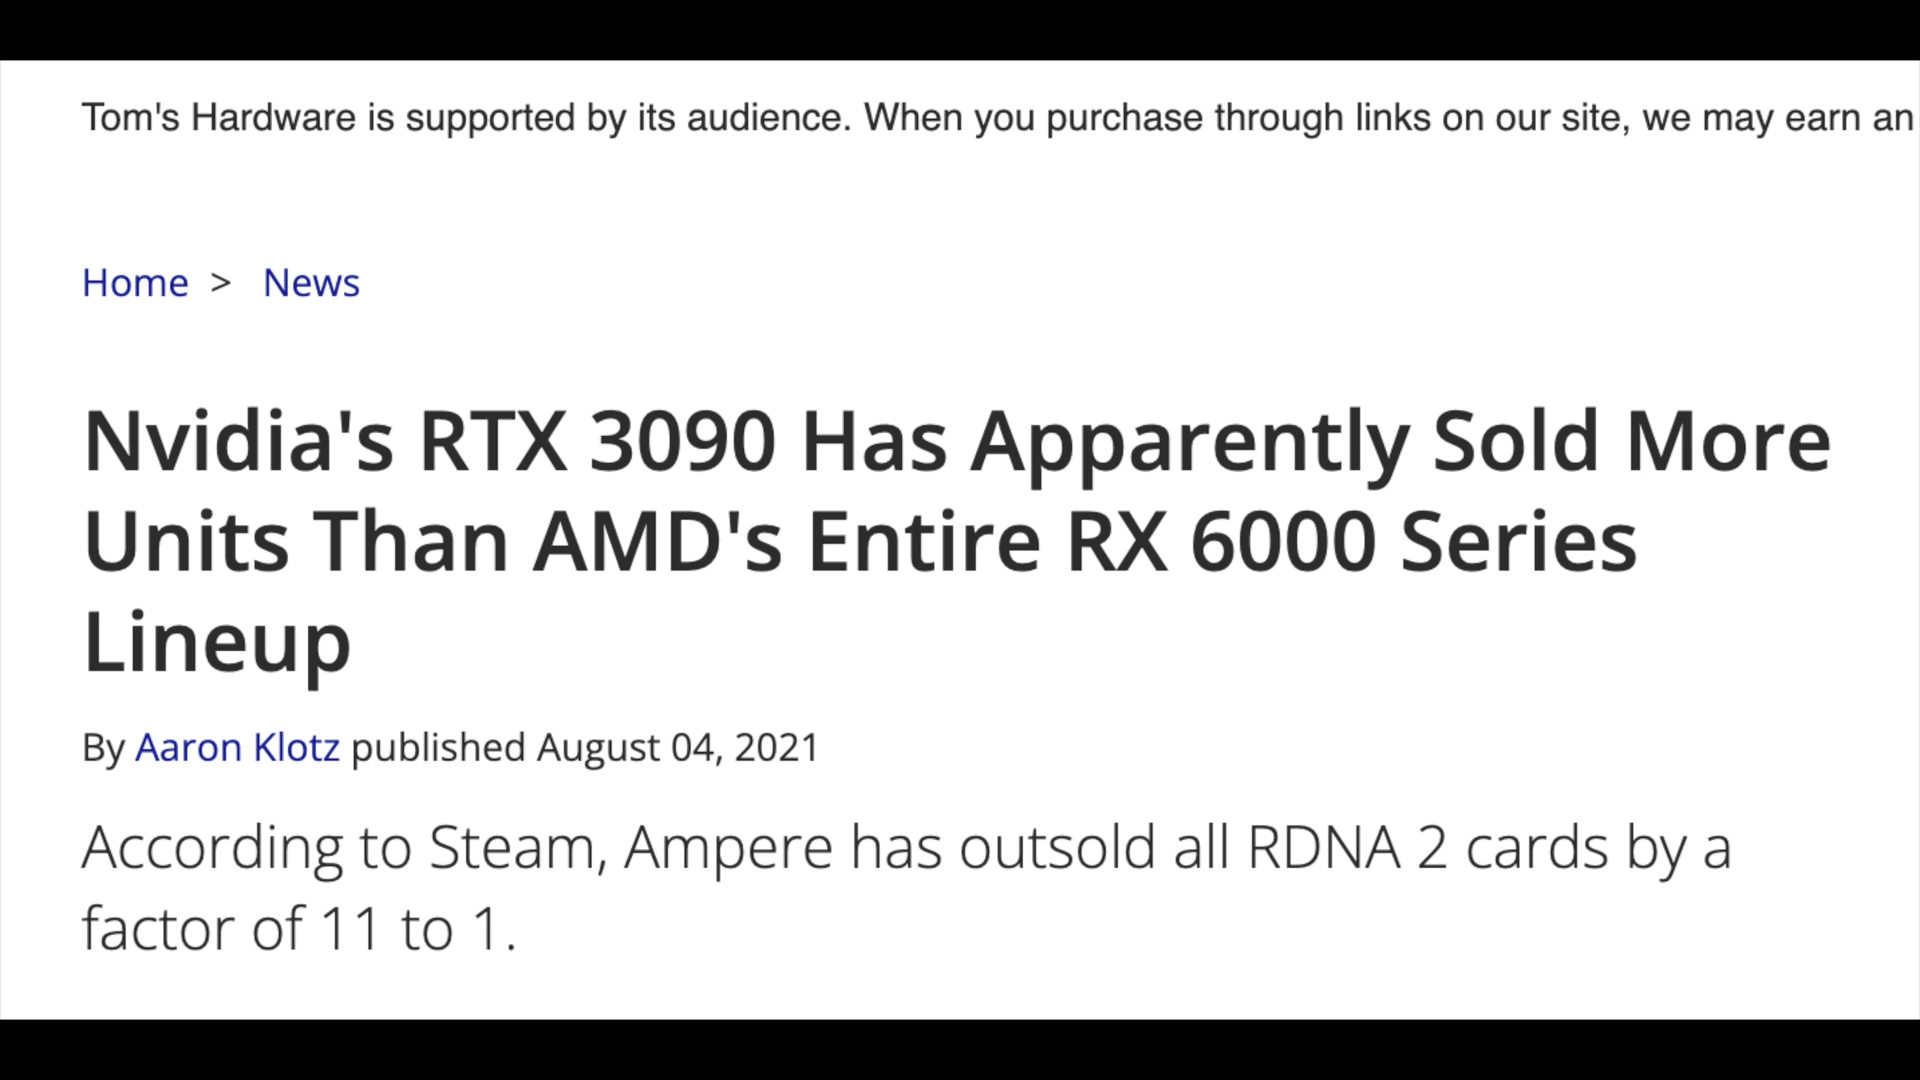 Tom's Hardware is supported by its audience. When you purchase through links on our site, we may earn an
Home > News
Nvidia's RTX 3090 Has Apparently Sold More
Units Than AMD's Entire RX 6000 Series
Lineup
By Aaron Klotz published August 04, 2021
According to Steam, Ampere has outsold all RDNA 2 cards by a
factor of 11 to 1.